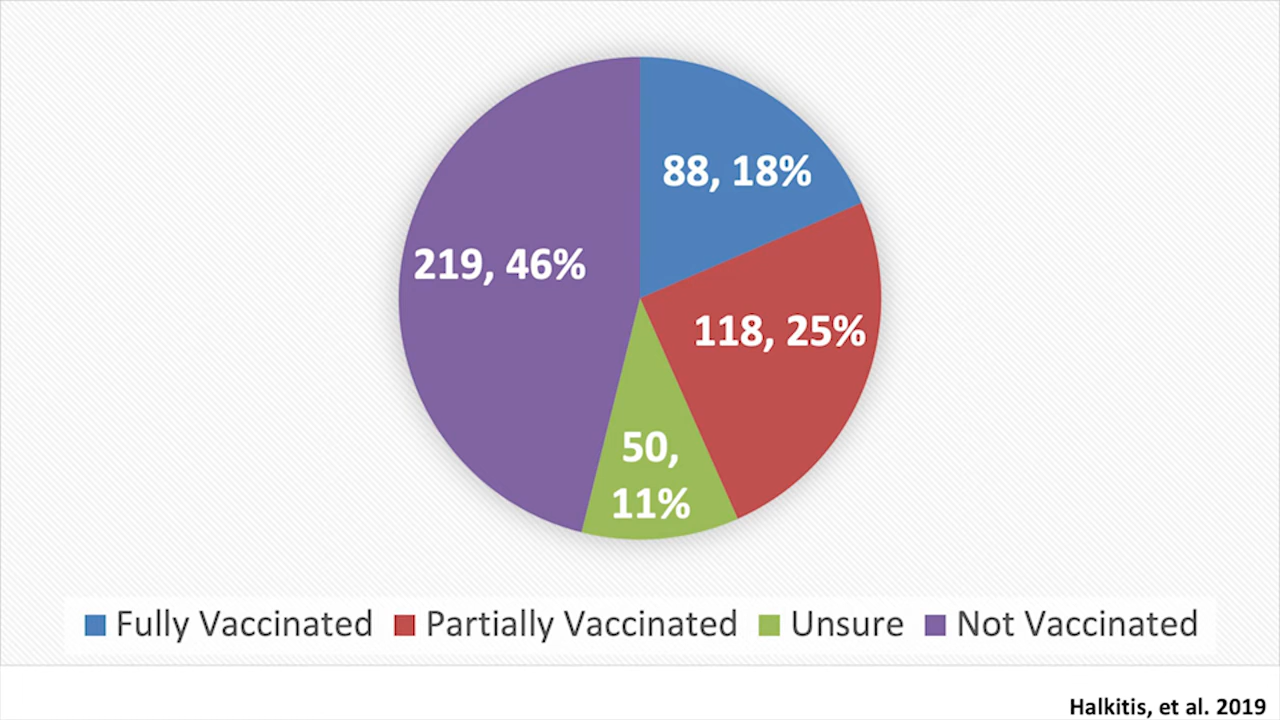 88, 18%
219, 46%
118, 25%
50,
11%
Fully Vaccinated Partially Vaccinated Unsure Not Vaccinated
Halkitis, et al. 2019